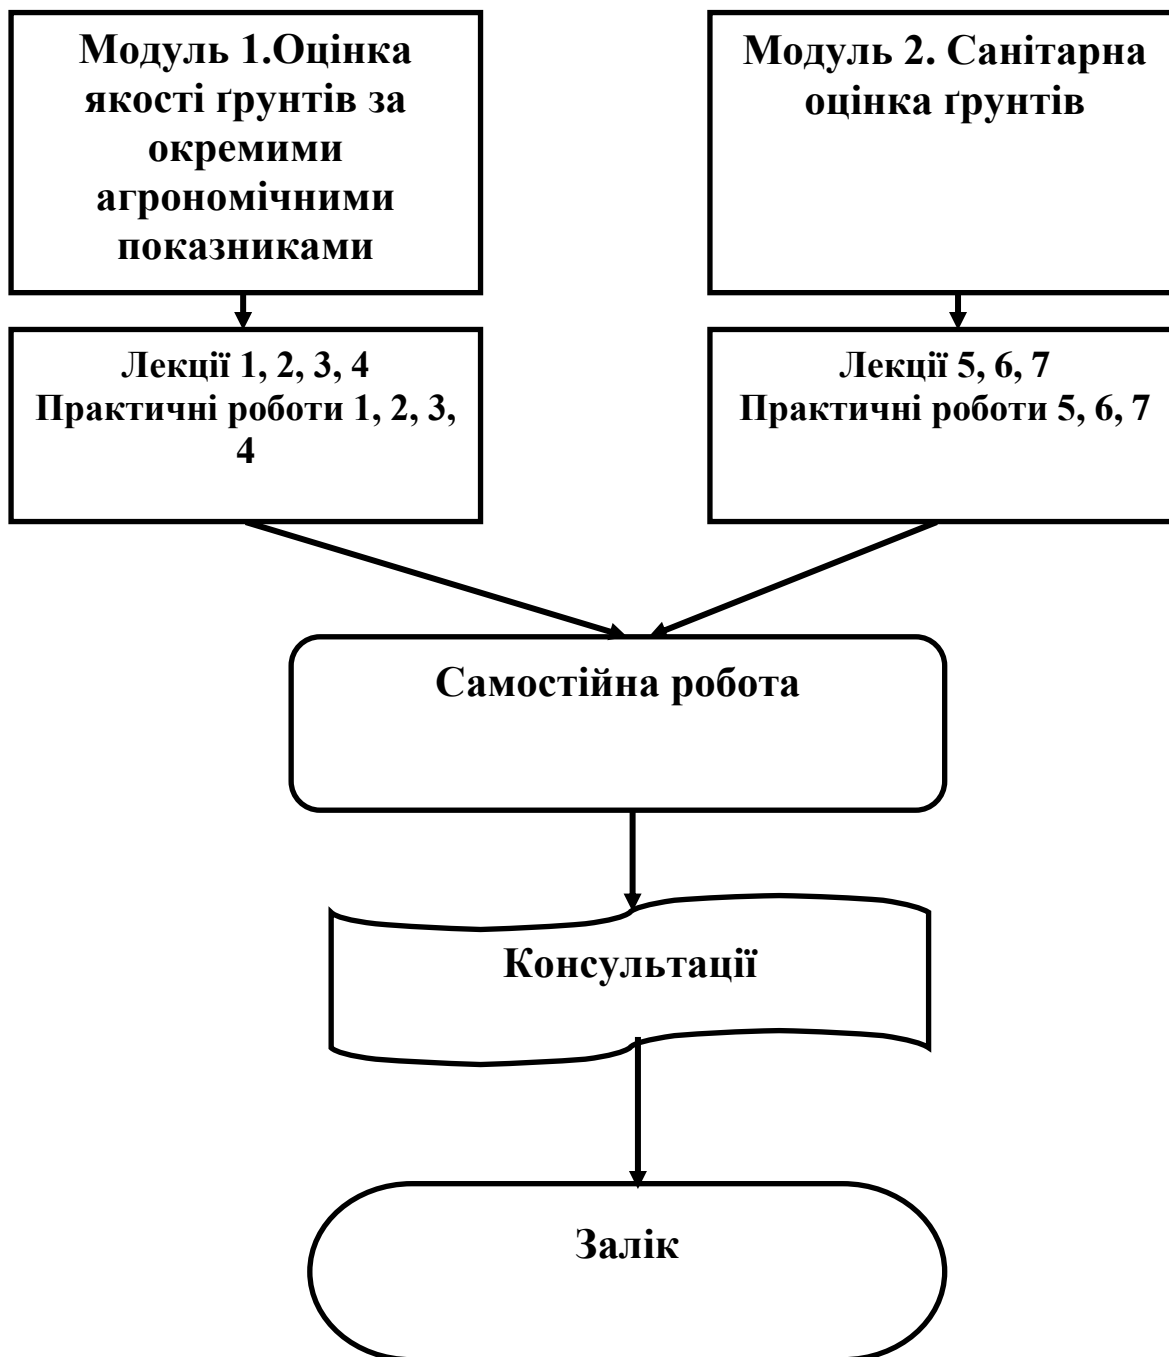 Модуль 1.Оцінка
якості ґрунтів за
окремими
агрономічними
показниками
Модуль 2. Санітарна
оцінка ґрунтів
Лекції 1, 2, 3, 4
Практичні роботи 1, 2, 3,
4
Лекції 5, 6, 7
Практичні роботи 5, 6, 7
Самостійна робота
Консультації
Залік